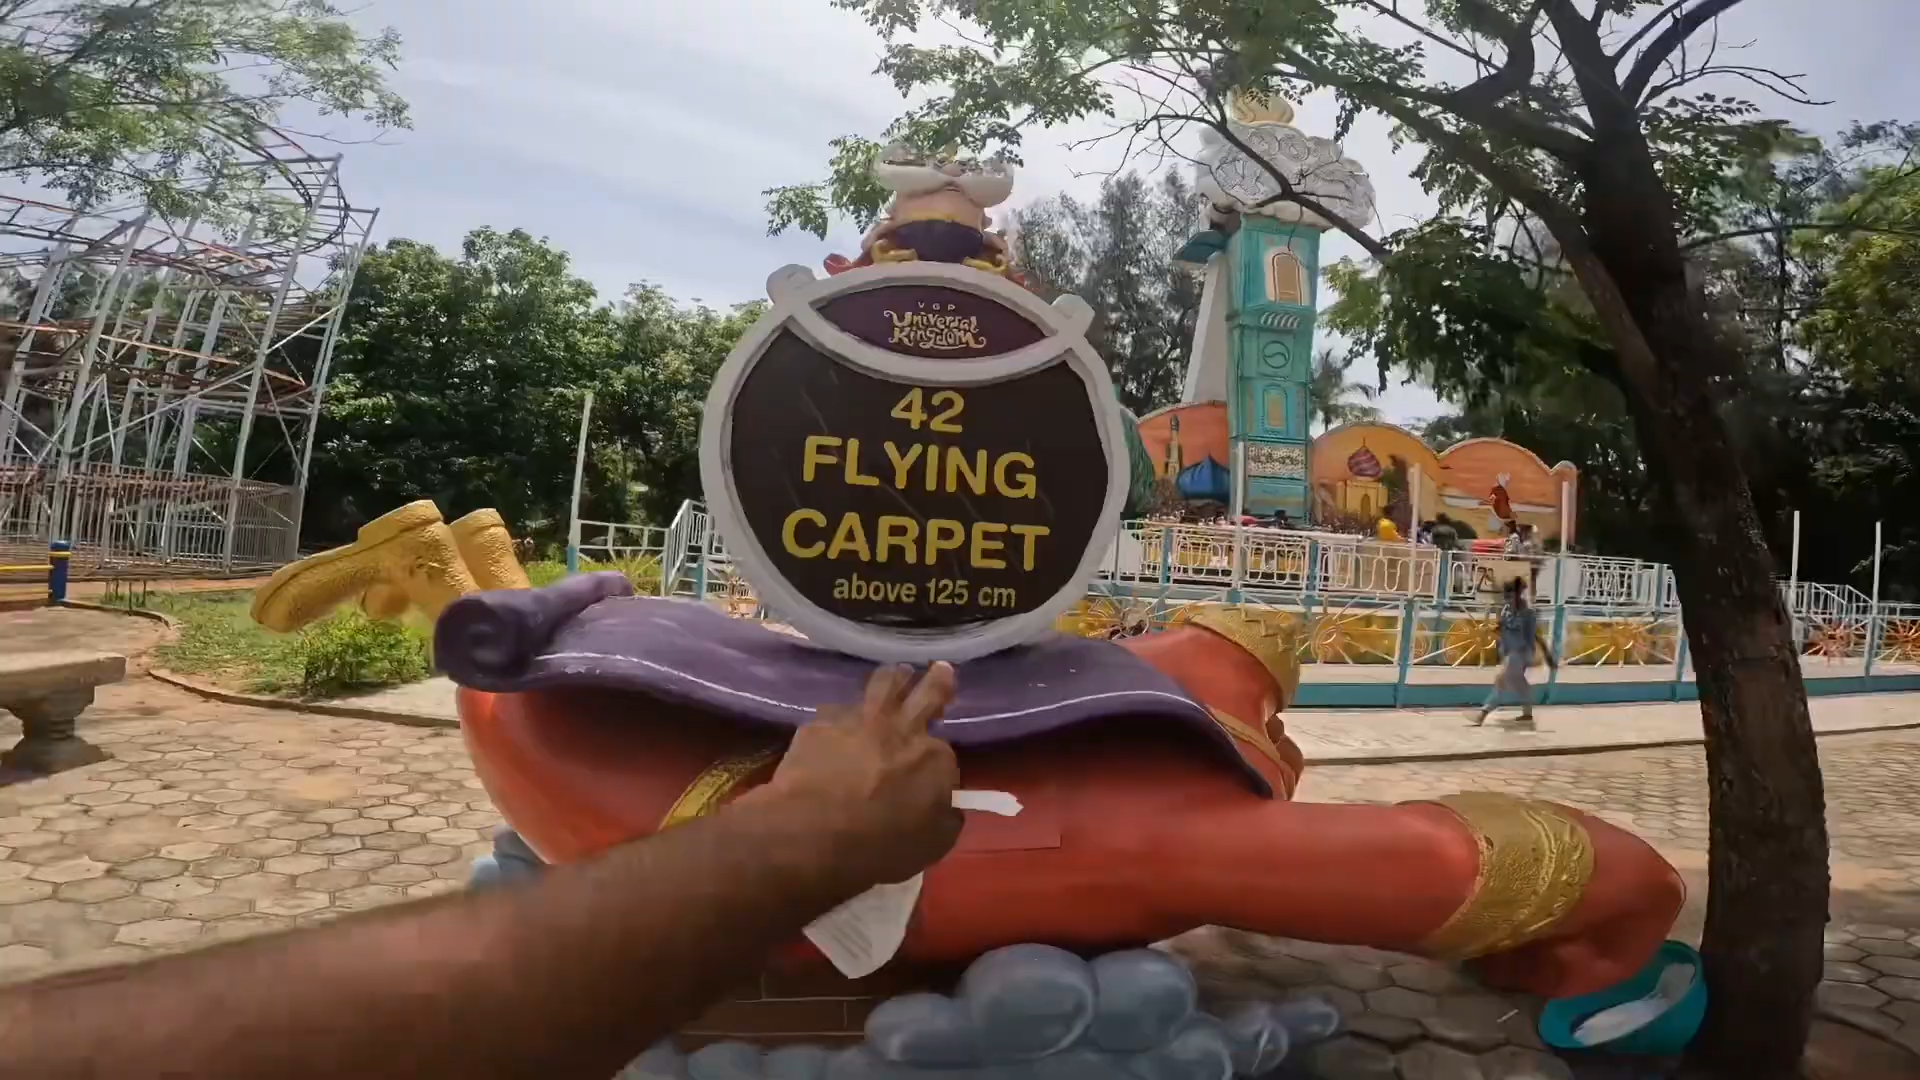 VGP
Universal
Kingdom
42
FLYING
CARPET
above 125 cm